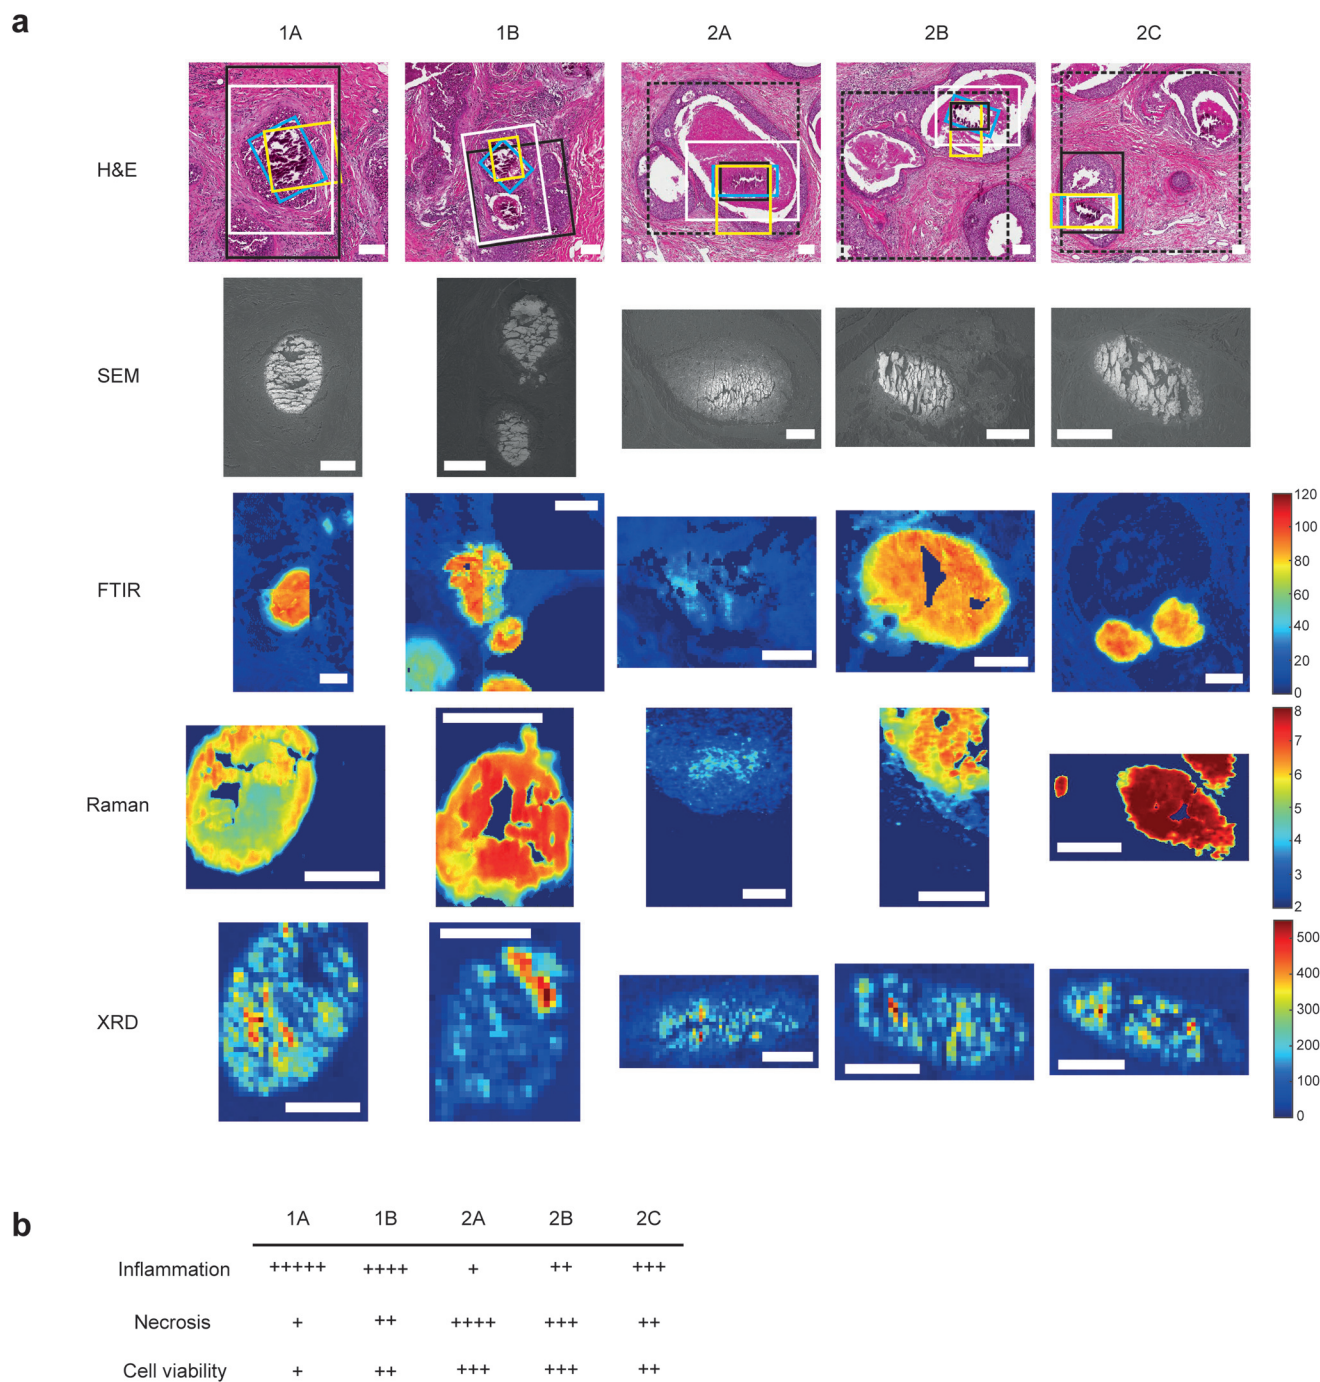 a
1A 1B 2A 2B 2C
H&E
SEM
FTIR
120
100
80
60
40
20
0
Raman
8
7
6
5
4
3
2
XRD
500
400
300
200
100
0
b
1A 1B 2A 2B 2C
Inflammation +++++ ++++ + ++ +++
Necrosis + ++ ++++ +++ ++
Cell viability + ++ +++ +++ ++